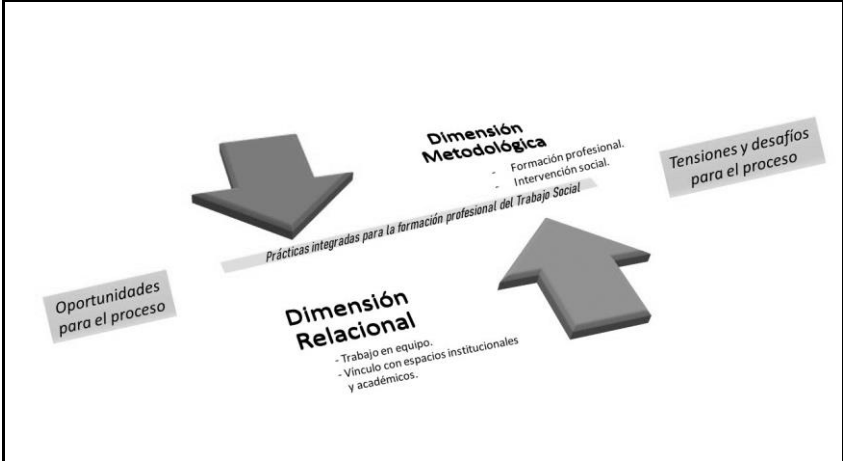 Dimensión
Metodológica
- Formación profesional.
- Intervención social.
Tensiones y desafíos
para el proceso
Prácticas integradas para la formación profesional del Trabajo Social
Oportunidades
para el proceso
Dimensión
Relacional
- Trabajo en equipo.
- Vínculo con espacios institucionales
y académicos.